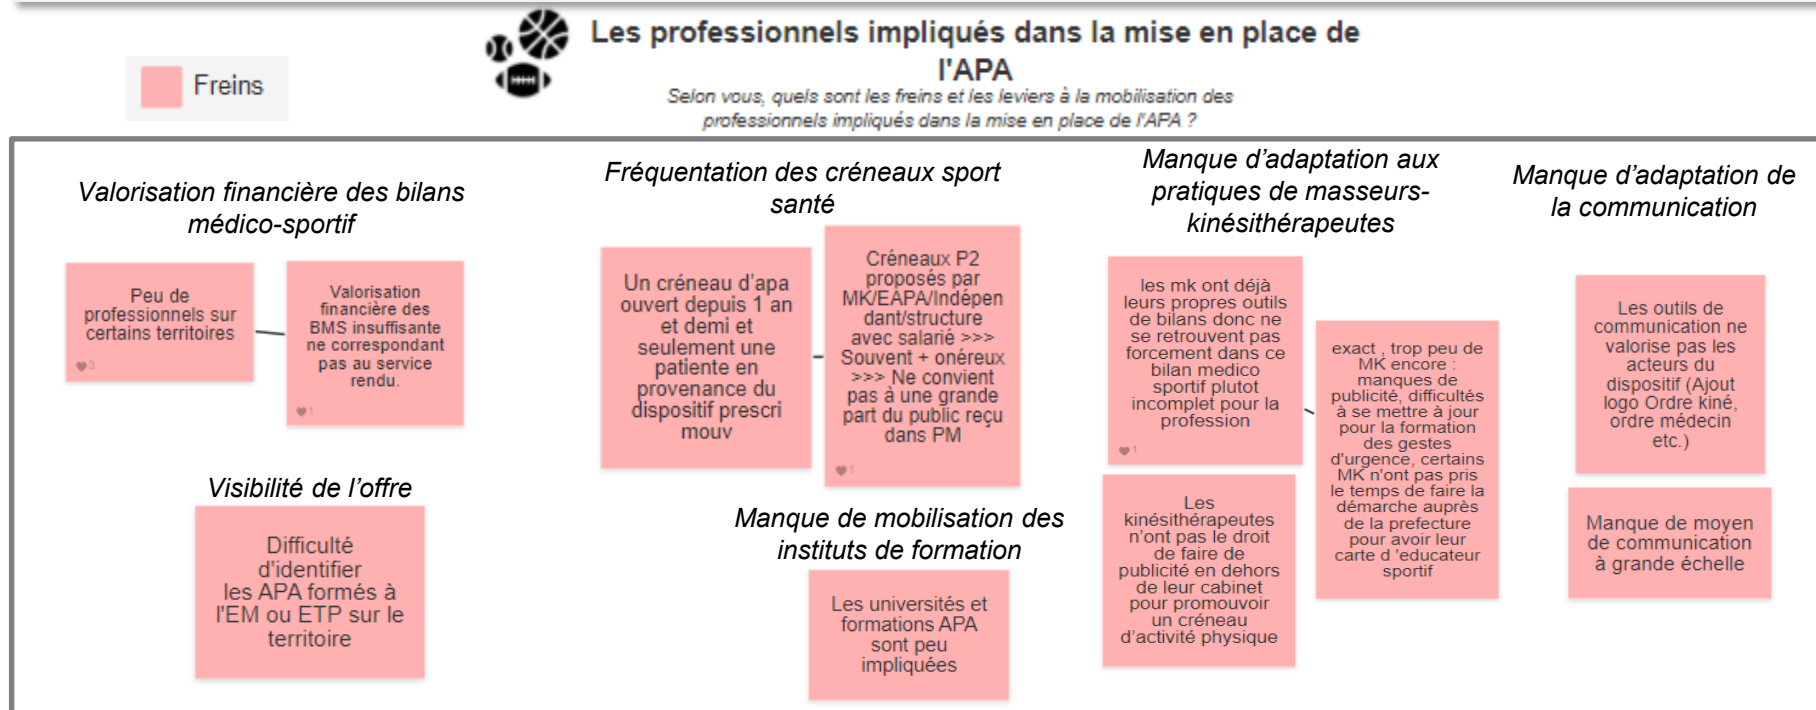 Freins
Les professionnels impliqués dans la mise en place de
l'APA
Selon vous, quels sont les freins et les leviers à la mobilisation des
professionnels impliqués dans la mise en place de l'APA ?
Valorisation financière des bilans
médico-sportif
Peu de
professionnels sur
certains territoires
3
Valorisation
financière des
BMS insuffisante
ne correspondant
pas au service
rendu.
1
Visibilité de l’offre
Difficulté
d'identifier
les APA formés à
l'EM ou ETP sur le
territoire
Fréquentation des créneaux sport
santé
Un créneau d’apa
ouvert depuis 1 an
et demi et
seulement une
patiente en
provenance du
dispositif prescri
mouv
Créneaux P2
proposés par
MK/EAPA/Indépen
dant/structure
avec salarié >>>
Souvent + onéreux
>>> Ne convient
pas à une grande
part du public reçu
dans PM
1
Manque de mobilisation des
instituts de formation
Les universités et
formations APA
sont peu
impliquées
Manque d’adaptation aux
pratiques de masseurs-
kinésithérapeutes
les mk ont déjà
leurs propres outils
de bilans donc ne
se retrouvent pas
forcement dans ce
bilan medico
sportif plutot
incomplet pour la
profession
1
exact , trop peu de
MK encore :
manques de
publicité, difficultés
à se mettre à jour
pour la formation
des gestes
d'urgence, certains
MK n'ont pas pris
le temps de faire la
démarche auprès
de la prefecture
pour avoir leur
carte d 'educateur
sportif
Les
kinésithérapeutes
n’ont pas le droit
de faire de
publicité en dehors
de leur cabinet
pour promouvoir
un créneau
d’activité physique
Manque d’adaptation de
la communication
Les outils de
communication ne
valorise pas les
acteurs du
dispositif (Ajout
logo Ordre kiné,
ordre médecin
etc.)
Manque de moyen
de communication
à grande échelle